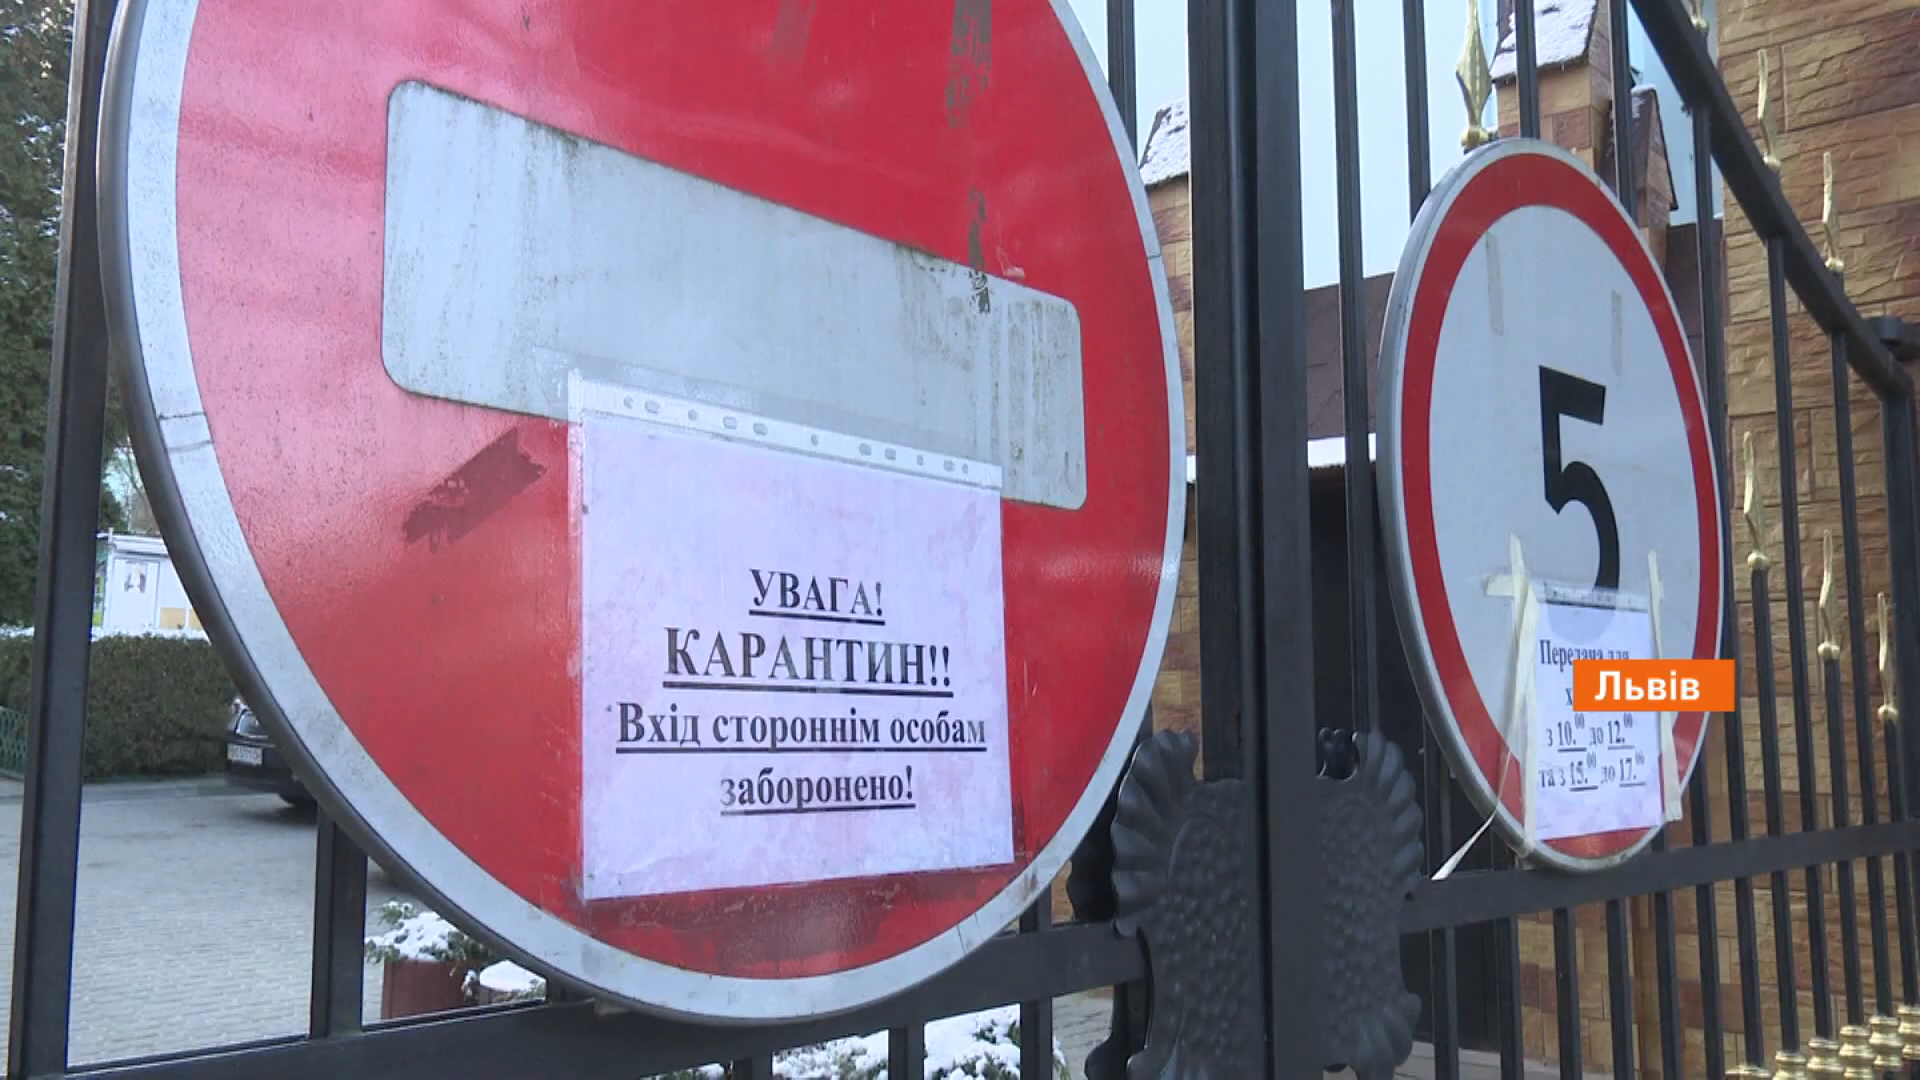 УВАГА!
КАРАНТИН!!
Вхід стороннім особам
заборонено!
5
Передача для
Львів
з 10.00 до 12.00
та з 15.00 до 17.00